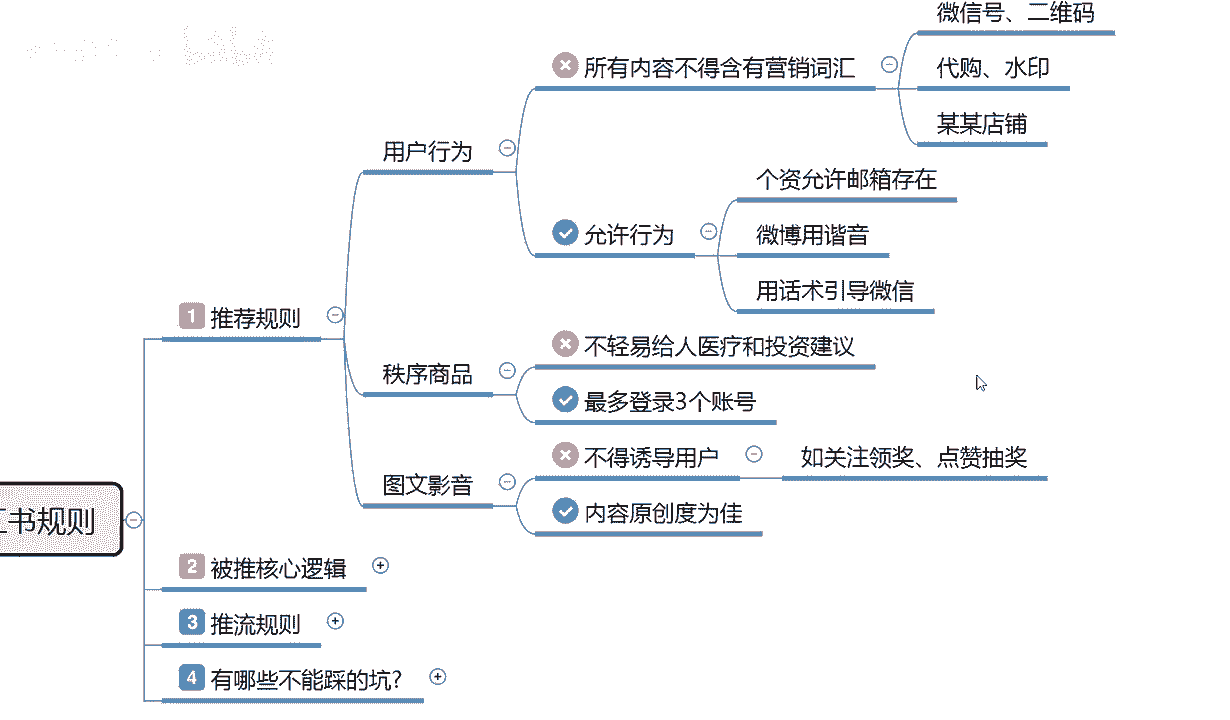 微信号、二维码
所有内容不得含有营销词汇
代购、水印
某某店铺
用户行为
个资允许邮箱存在
允许行为
微博用谐音
用话术引导微信
1 推荐规则
不轻易给人医疗和投资建议
秩序商品
最多登录3个账号
不得诱导用户
如关注领奖、点赞抽奖
图文影音
内容原创度为佳
书规则
2 被推核心逻辑
3 推流规则
4 有哪些不能踩的坑?